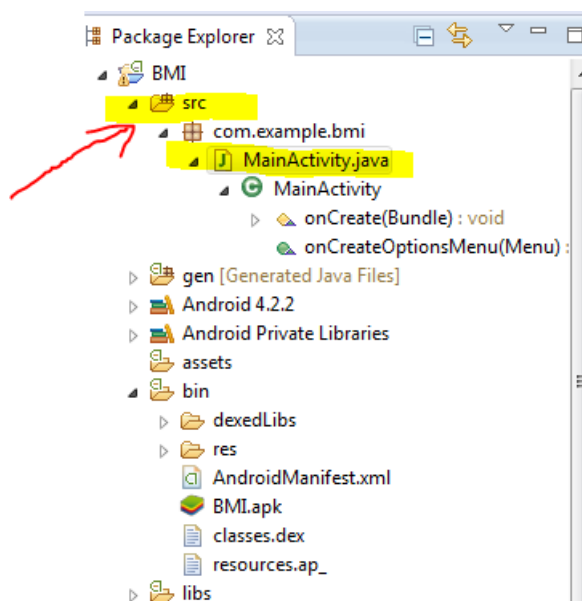 Package Explorer
BMI
src
com.example.bmi
MainActivity.java
MainActivity
onCreate(Bundle) : void
onCreateOptionsMenu(Menu) :
gen [Generated Java Files]
Android 4.2.2
Android Private Libraries
assets
bin
dexedLibs
res
AndroidManifest.xml
BMI.apk
classes.dex
resources.ap_
libs